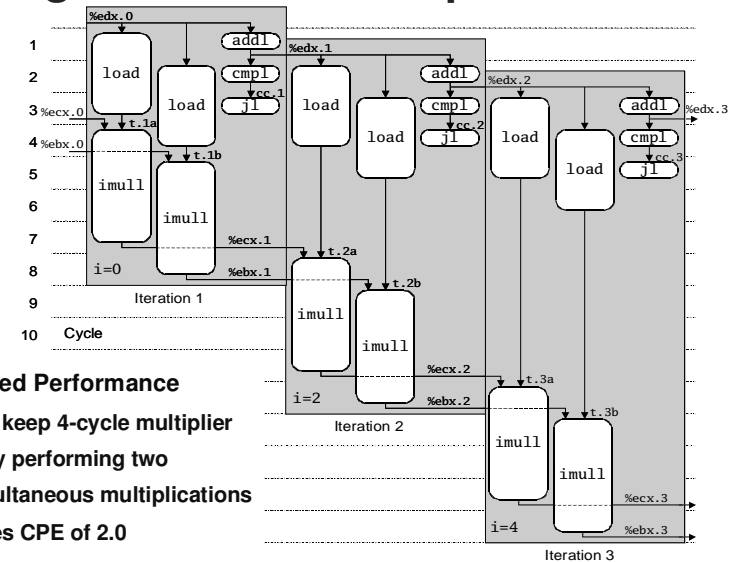 %edx.0
1
addl
%edx.1
2
load
cmpl
addl
%edx.2
load
cc.1
load
3
jl
cmpl
load
addl
%edx.3
%ecx.0
t.1a
load
cc.2
4
jl
cmpl
%ebx.0
t.1b
load
cc.3
5
imull
jl
6
imull
7
%ecx.1
t.2a
8
i=0
%ebx.1
t.2b
Iteration 1
9
imull
10 Cycle
imull
%ecx.2
t.3a
ed Performance
i=2
%ebx.2
t.3b
keep 4-cycle multiplier
Iteration 2
imull
y performing two
imull
ultaneous multiplications
%ecx.3
i=4
es CPE of 2.0
%ebx.3
Iteration 3